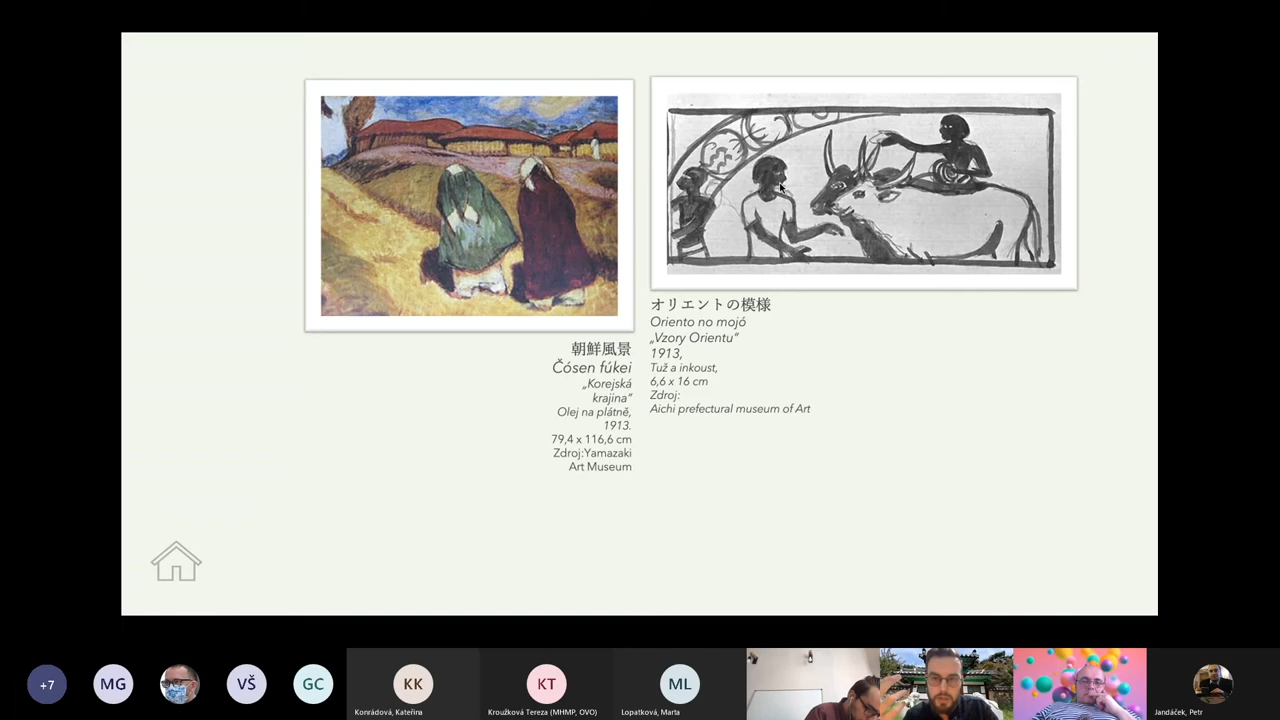 朝鮮風景
Čósen fúkei
„Korejská
krajina“
Olej na plátně,
1913.
79,4 x 116,6 cm
Zdroj:Yamazaki
Art Museum
オリエントの模様
Oriento no mojó
„Vzory Orientu“
1913,
Tuž a inkoust,
6,6 x 16 cm
Zdroj:
Aichi prefectural museum of Art
+7
MG
VŠ
GC
KK
Konrádová, Kateřina
KT
Kroužková Tereza (MHMP, OVO)
ML
Lopatková, Marta
Jandáček, Petr